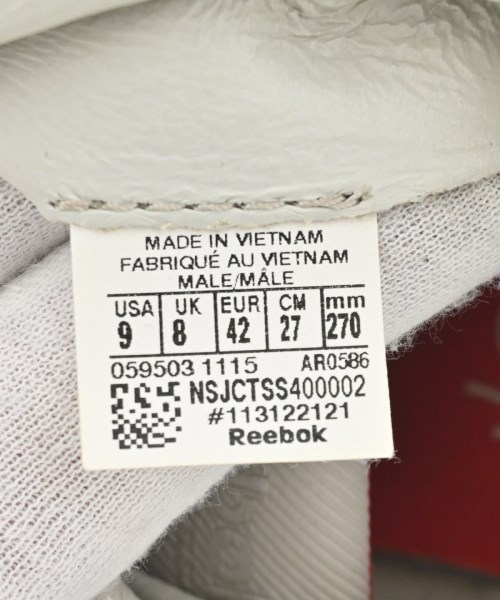 MADE IN VIETNAM
FABRIQUÉ AU VIETNAM
MALE/MÂLE
USA UK EUR CM mm
9 8 42 27 270
059503 1115 AR0586
NSJCTSS400002
#113122121
Reebok